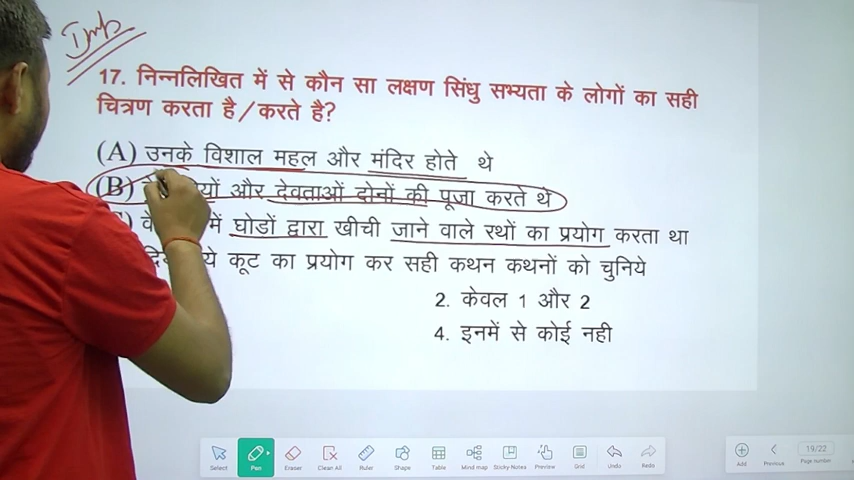 Imp
17. निन्नलिखित में से कौन सा लक्षण सिंधु सभ्यता के लोगों का सही
चित्रण करता है/करते है?
(A) उनके विशाल महल और मंदिर होते थे
(B) और देवताओं दोनों की पूजा करते थे
में घोडों द्वारा खीची जाने वाले रथों का प्रयोग करता था
ये कूट का प्रयोग कर सही कथन कथनों को चुनिये
2. केवल 1 और 2
4. इनमें से कोई नही
Select Pen Eraser Clean All Ruler Shape Table Mind map Sticky Notes Preview Grid Undo Redo Add Previous 19/22 Page number